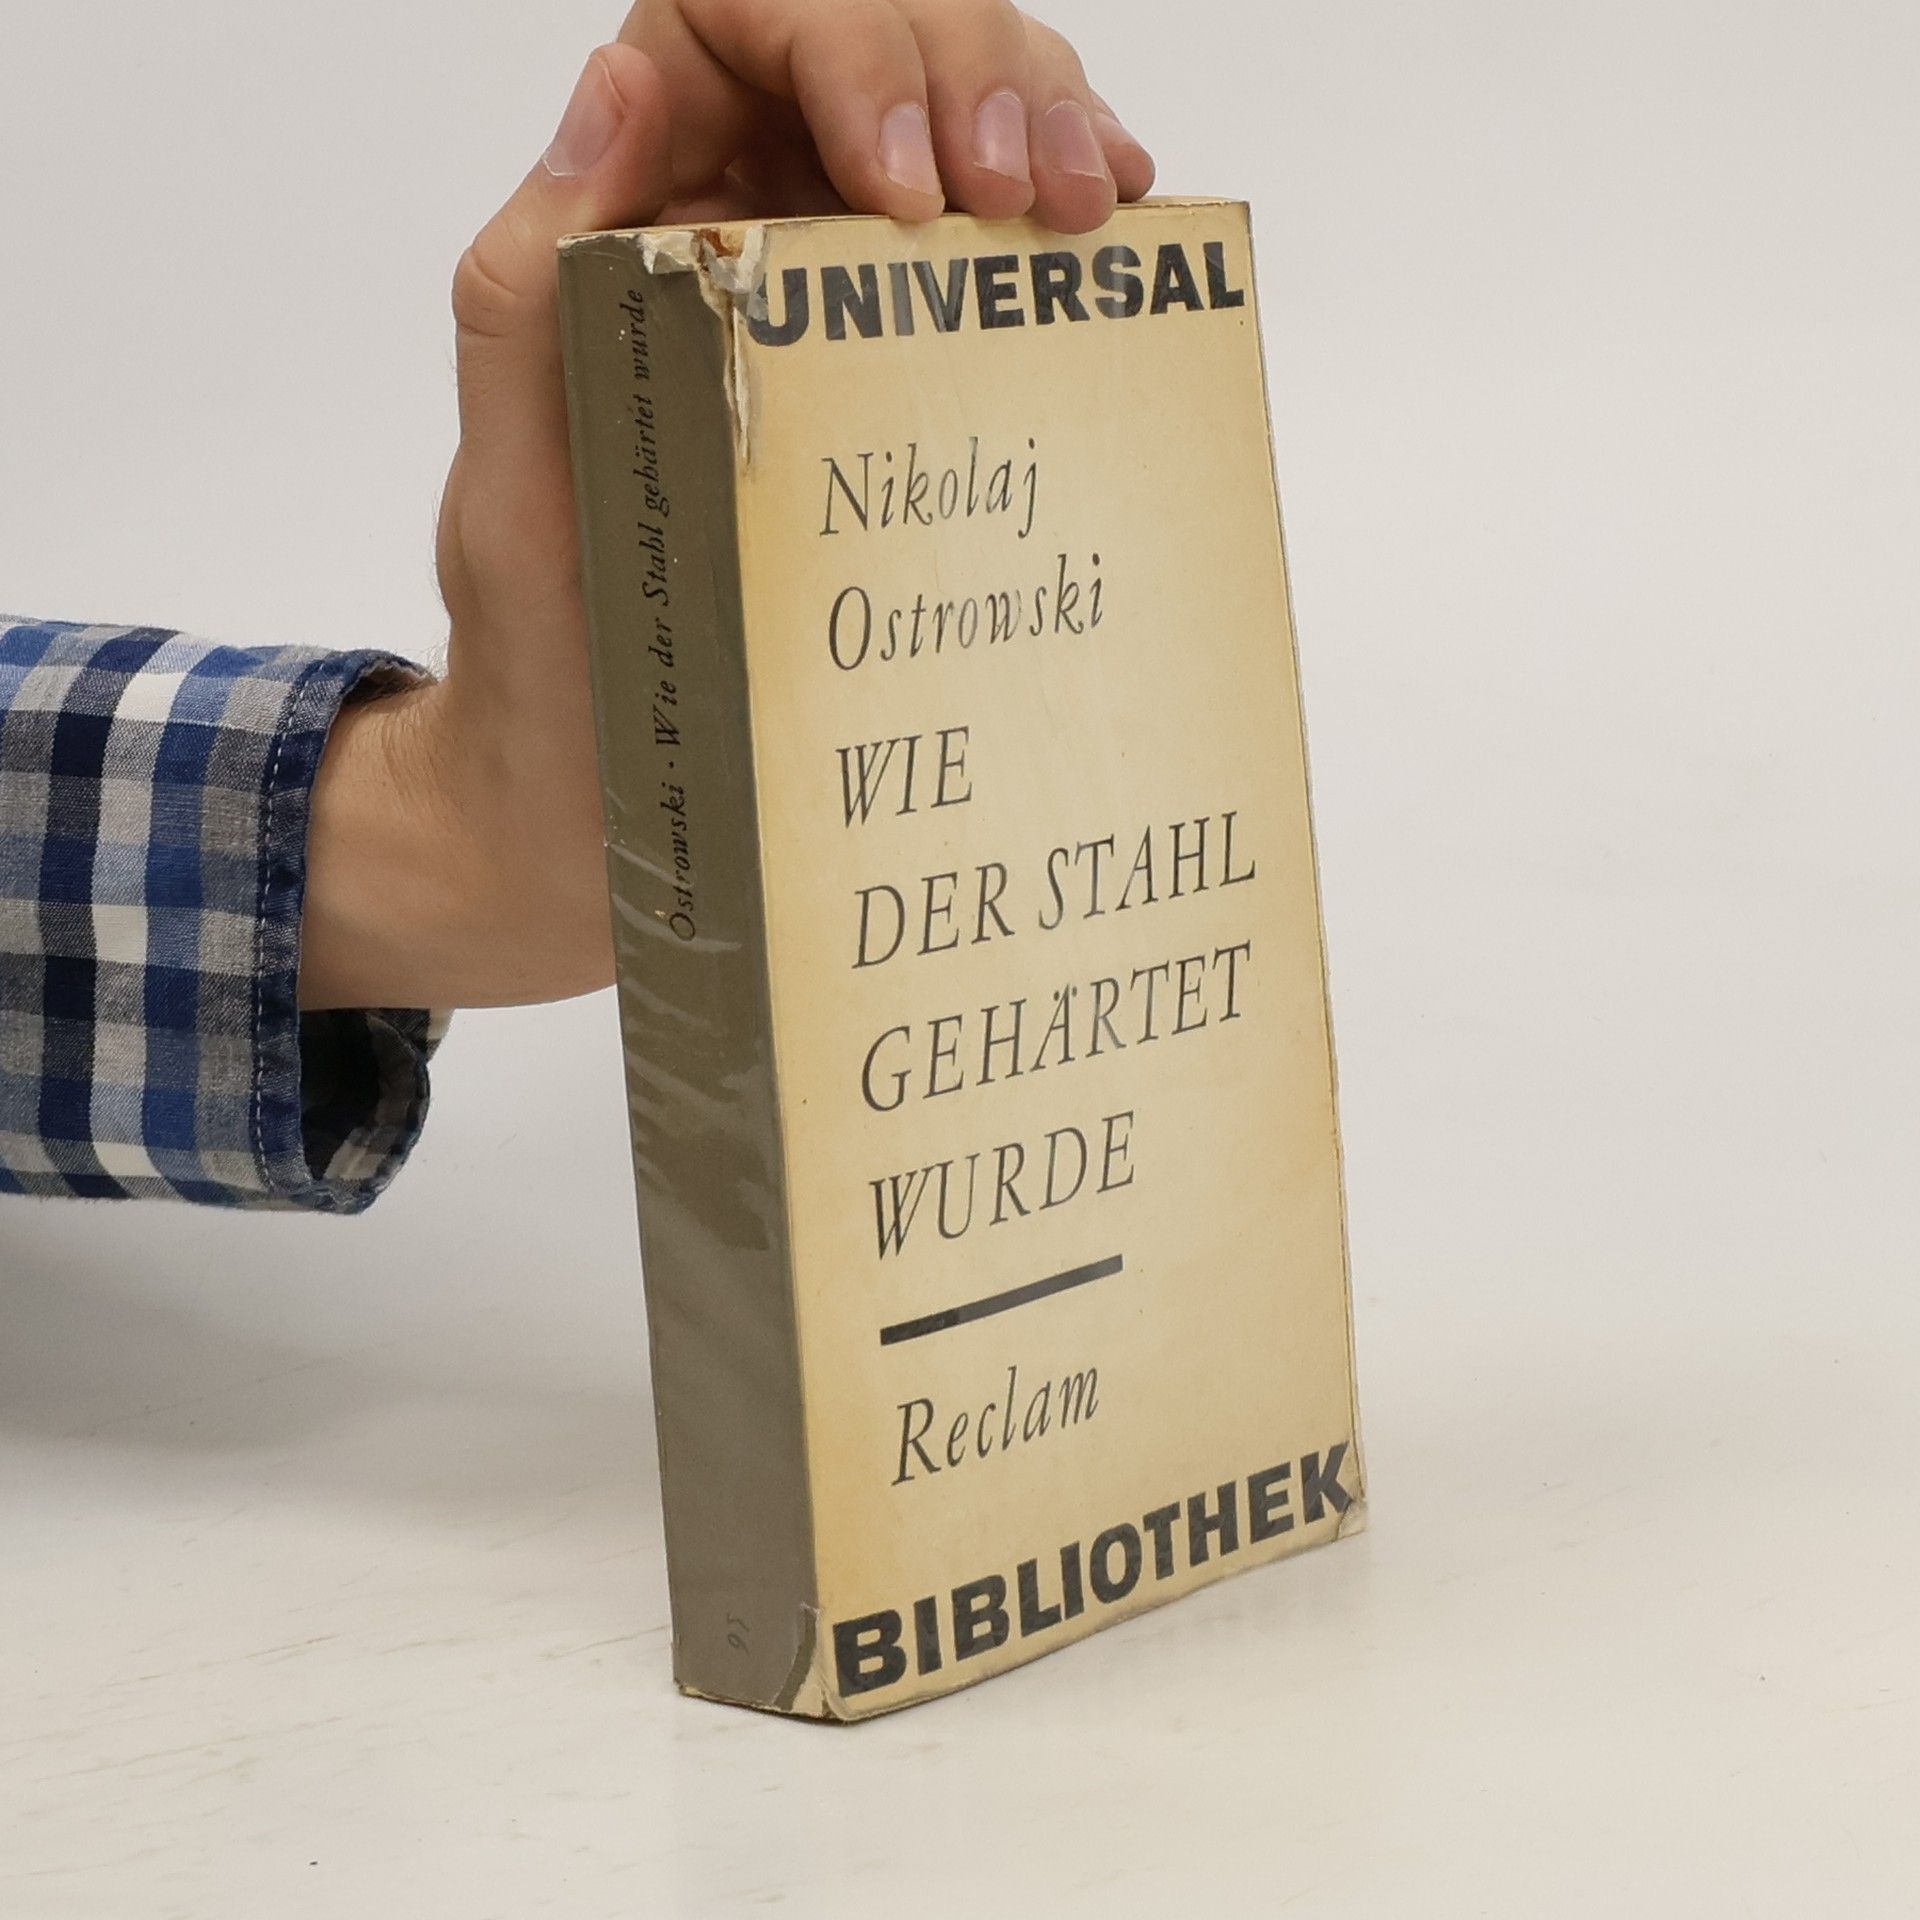 UNIVERSAL
Nikolaj
Ostrowski
WIE
DER STAHL
GEHÄRTET
WURDE
Reclam
BIBLIOTHEK
Ostrowski · Wie der Stahl gehärtet wurde